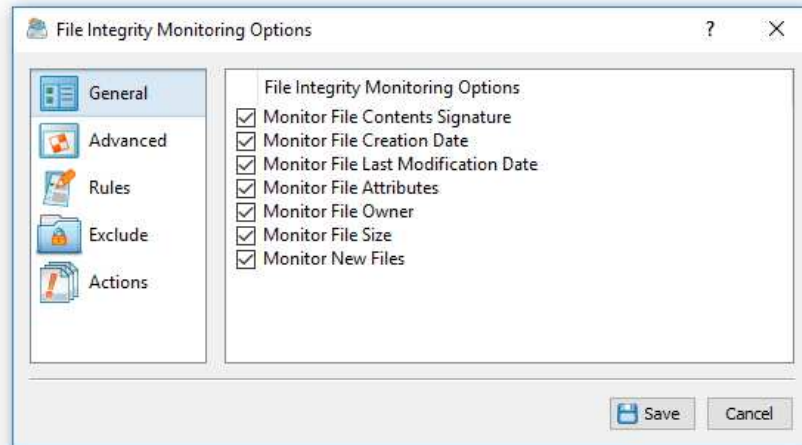 File Integrity Monitoring Options
?
General
Advanced
Rules
Exclude
Actions
File Integrity Monitoring Options
Monitor File Contents Signature
Monitor File Creation Date
Monitor File Last Modification Date
Monitor File Attributes
Monitor File Owner
Monitor File Size
Monitor New Files
Save
Cancel